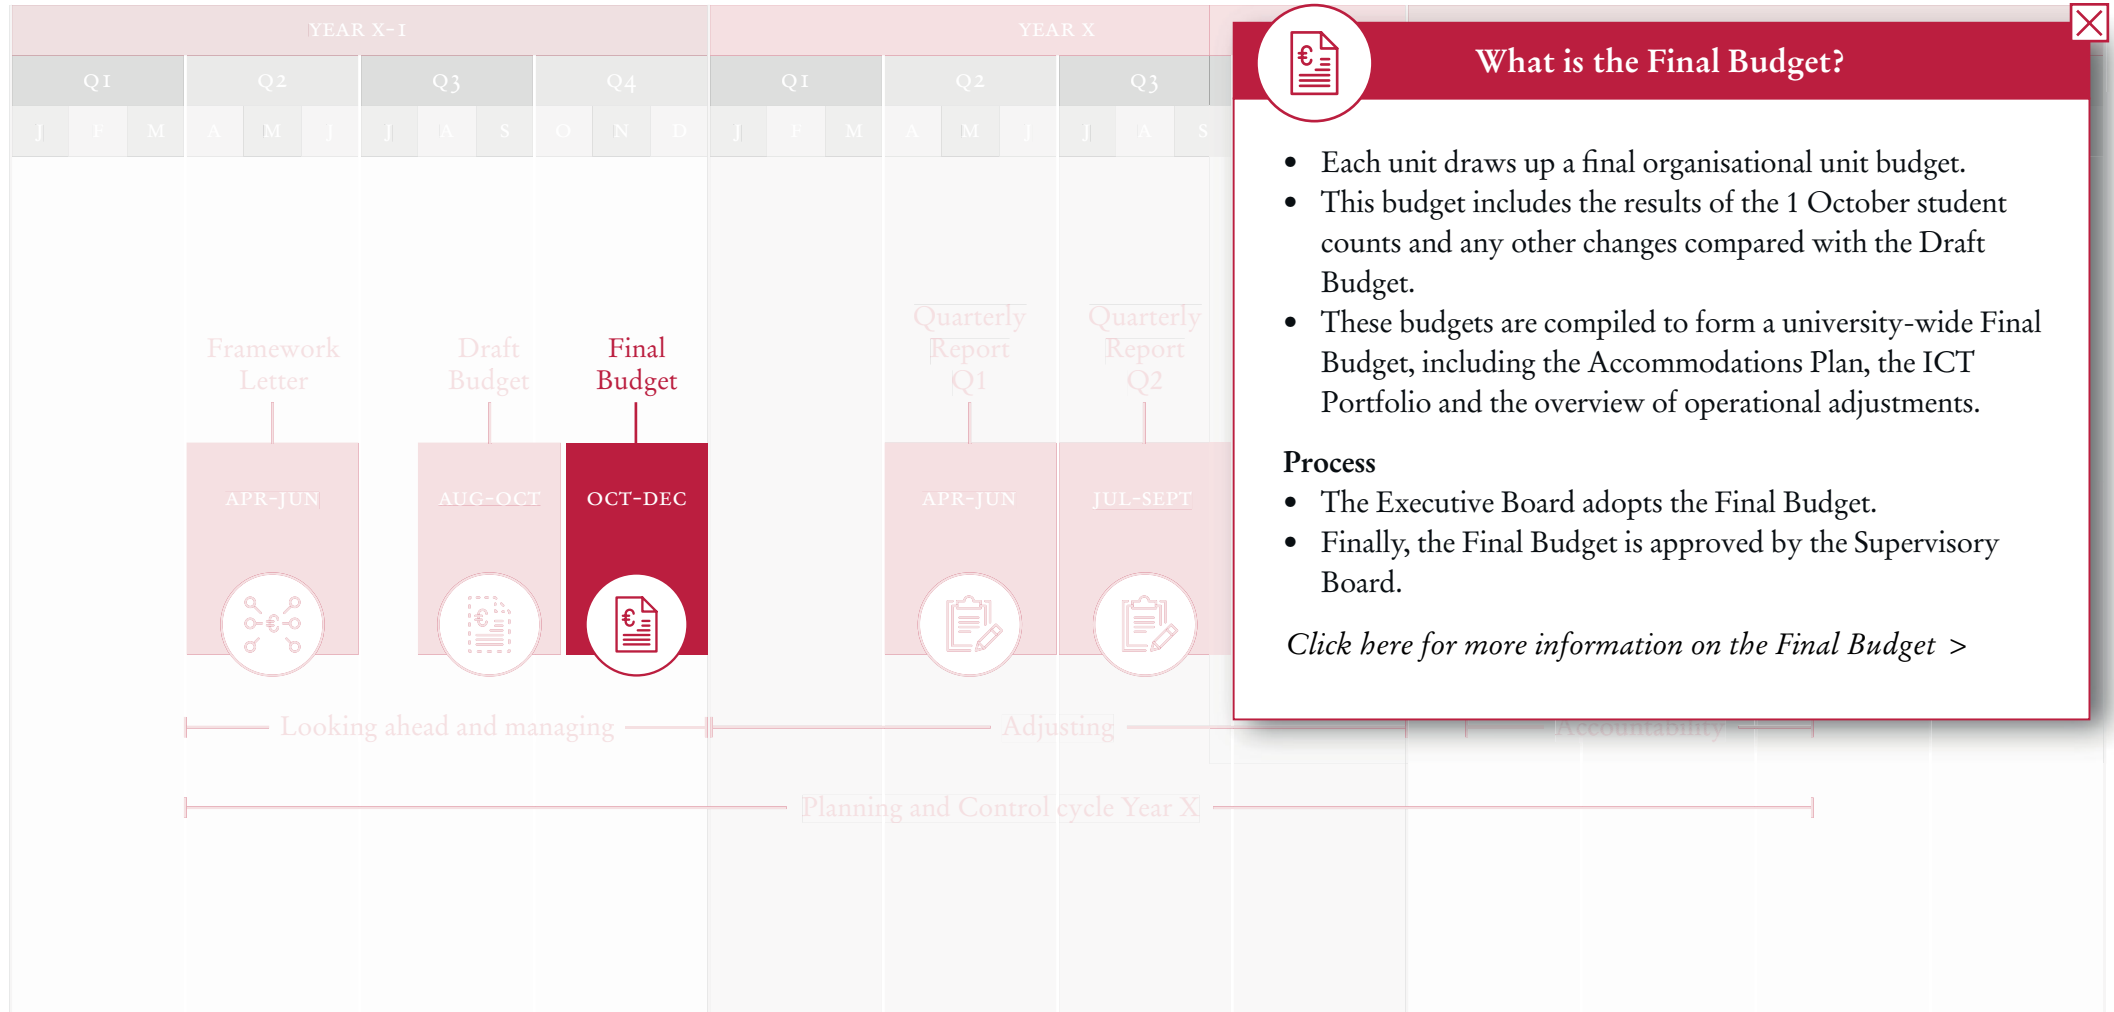 YEAR X-1
YEAR X
Q1
Q2
Q3
Q4
Q1
Q2
Q3
J
F
M
A
M
J
J
A
S
O
N
D
J
F
M
A
M
J
J
A
S
Framework
Letter
Draft
Budget
Final
Budget
Quarterly
Report
Q1
Quarterly
Report
Q2
APR-JUN
AUG-OCT
OCT-DEC
APR-JUN
JUL-SEPT
Looking ahead and managing
Adjusting
Accountability
Planning and Control cycle Year X
What is the Final Budget?
• Each unit draws up a final organisational unit budget.
• This budget includes the results of the 1 October student
counts and any other changes compared with the Draft
Budget.
• These budgets are compiled to form a university-wide Final
Budget, including the Accommodations Plan, the ICT
Portfolio and the overview of operational adjustments.
Process
• The Executive Board adopts the Final Budget.
• Finally, the Final Budget is approved by the Supervisory
Board.
Click here for more information on the Final Budget >